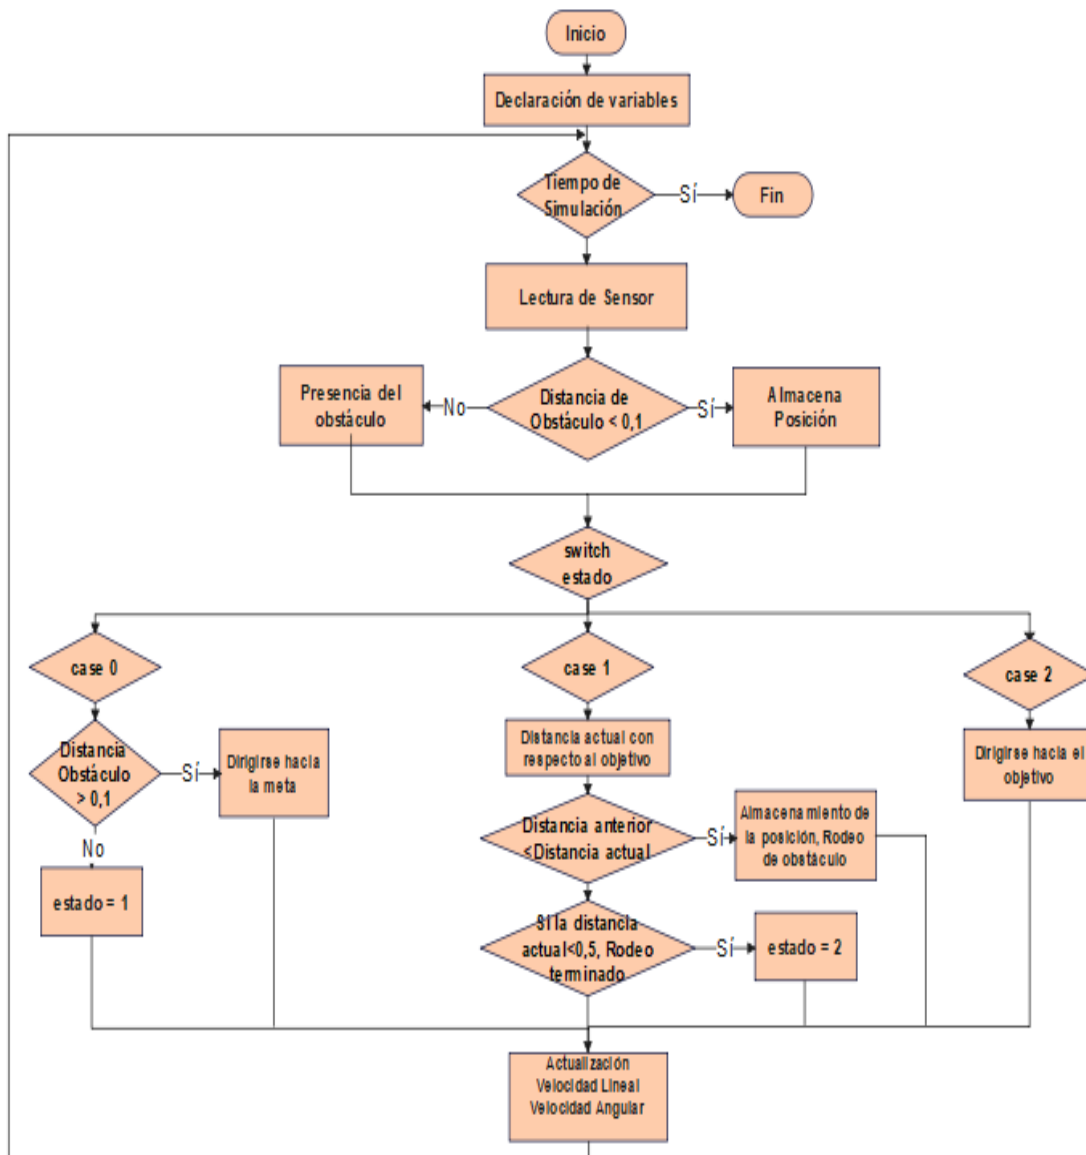 Inicio
Declaración de variables
Tiempo de
Simulación
Sí
Fin
Lectura de Sensor
Presencia del
obstáculo
No
Distancia de
Obstáculo < 0,1
Sí
Almacena
Posición
switch
estado
case 0
case 1
case 2
Distancia
Obstáculo
> 0,1
Sí
Dirigirse hacia
la meta
No
estado = 1
Distancia actual con
respecto al objetivo
Distancia anterior
<Distancia actual
Sí
Almacenamiento de
la posición, Rodeo
de obstáculo
Si la distancia
actual<0,5, Rodeo
terminado
Sí
estado = 2
Dirigirse hacia el
objetivo
Actualización
Velocidad Lineal
Velocidad Angular